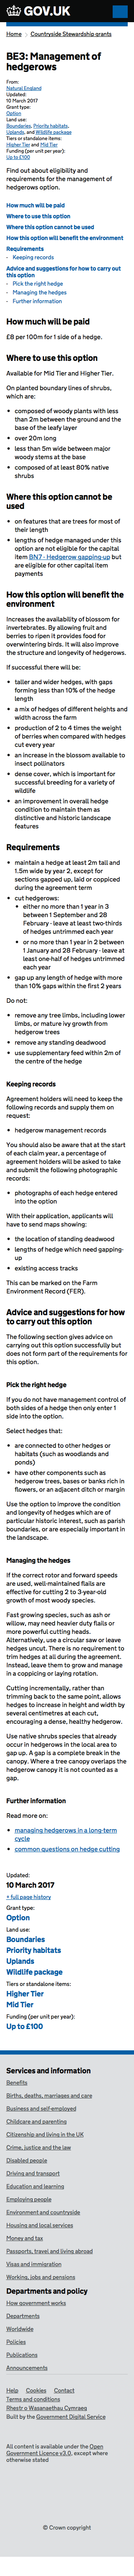 GOV.UK
Home > Countryside Stewardship grants
BE3: Management of
hedgerows
From:
Natural England
Updated:
10 March 2017
Grant type:
Option
Land use:
Boundaries, Priority habitats,
Uplands, and Wildlife package
Tiers or standalone items:
Higher Tier and Mid Tier
Funding (per unit per year):
Up to £100
Find out about eligibility and
requirements for the management of
hedgerows option.
How much will be paid
Where to use this option
Where this option cannot be used
How this option will benefit the environment
Requirements
- Keeping records
Advice and suggestions for how to carry out
this option
- Pick the right hedge
- Managing the hedges
- Further information
How much will be paid
£8 per 100m for 1 side of a hedge.
Where to use this option
Available for Mid Tier and Higher Tier.
On planted boundary lines of shrubs,
which are:
• composed of woody plants with less
than 2m between the ground and the
base of the leafy layer
• over 20m long
• less than 5m wide between major
woody stems at the base
• composed of at least 80% native
shrubs
Where this option cannot be
used
• on features that are trees for most of
their length
• lengths of hedge managed under this
option will not be eligible for the capital
item BN7 - Hedgerow gapping-up but
are eligible for other capital item
payments
How this option will benefit the
environment
Increases the availability of blossom for
invertebrates. By allowing fruit and
berries to ripen it provides food for
overwintering birds. It will also improve
the structure and longevity of hedgerows.
If successful there will be:
• taller and wider hedges, with gaps
forming less than 10% of the hedge
length
• a mix of hedges of different heights and
width across the farm
• production of 2 to 4 times the weight
of berries when compared with hedges
cut every year
• an increase in the blossom available to
insect pollinators
• dense cover, which is important for
successful breeding for a variety of
wildlife
• an improvement in overall hedge
condition to maintain them as
distinctive and historic landscape
features
Requirements
• maintain a hedge at least 2m tall and
1.5m wide by year 2, except for
sections gapped up, laid or coppiced
during the agreement term
• cut hedgerows:
• either no more than 1 year in 3
between 1 September and 28
February - leave at least two-thirds
of hedges untrimmed each year
• or no more than 1 year in 2 between
1 January and 28 February - leave at
least one half of hedges untrimmed
each year
• gap up any length of hedge with more
than 10% gaps within the first 2 years
Do not:
• remove any tree limbs, including lower
limbs, or mature ivy growth from
hedgerow trees
• remove any standing deadwood
• use supplementary feed within 2m of
the centre of the hedge
Keeping records
Agreement holders will need to keep the
following records and supply them on
request:
• hedgerow management records
You should also be aware that at the start
of each claim year, a percentage of
agreement holders will be asked to take
and submit the items indicated in the
capital records:
• photographs of each hedge entered
into the option
With their application, applicants will
have to send maps showing:
• the location of standing deadwood
• lengths of hedge which need gapping-
up
• existing access tracks
This can be marked on the Farm
Environment Record (FER).
Advice and suggestions for how
to carry out this option
The following section gives advice on
carrying out this option successfully but
does not form part of the requirements for
this option.
Pick the right hedge
If you do not have management control of
both sides of a hedge then only enter 1
side into the option.
Select hedges that:
• are connected to other hedges or
habitats (such as woodlands and
ponds)
• have other components such as
hedgerow trees, bases or banks rich in
flowers, or an adjacent ditch or margin
Use the option to improve the condition
and longevity of hedges which are of
particular historic interest, such as parish
boundaries, or are especially important to
the landscape.
Managing the hedges
If the correct rotor and forward speeds
are used, well-maintained flails are
effective for cutting 2 to 3-year-old
growth of most woody species.
Fast growing species, such as ash or
willow, may overpower dainty flails or
more powerful cutting heads.
Alternatively, use a circular saw or leave
hedges uncut. There is no requirement to
trim hedges at all during the agreement.
Instead, leave them to grow and manage
in a coppicing or laying rotation.
Cutting incrementally, rather than
trimming back to the same point, allows
hedges to increase in height and width by
several centimetres at each cut,
encouraging a dense, healthy hedgerow.
Use native shrubs species that already
occur in hedgerows in the local area to
gap up. A gap is a complete break in the
canopy. Where a tree canopy overlaps the
hedgerow canopy it is not counted as a
gap.
Further information
Read more on:
• managing hedgerows in a long-term
cycle
• common questions on hedge cutting
Updated:
10 March 2017
+ full page history
Grant type:
Option
Land use:
Boundaries
Priority habitats
Uplands
Wildlife package
Tiers or standalone items:
Higher Tier
Mid Tier
Funding (per unit per year):
Up to £100
Services and information
Benefits
Births, deaths, marriages and care
Business and self-employed
Childcare and parenting
Citizenship and living in the UK
Crime, justice and the law
Disabled people
Driving and transport
Education and learning
Employing people
Environment and countryside
Housing and local services
Money and tax
Passports, travel and living abroad
Visas and immigration
Working, jobs and pensions
Departments and policy
How government works
Departments
Worldwide
Policies
Publications
Announcements
Help Cookies Contact
Terms and conditions
Rhestr o Wasanaethau Cymraeg
Built by the Government Digital Service
All content is available under the Open
Government Licence v3.0, except where
otherwise stated
© Crown copyright